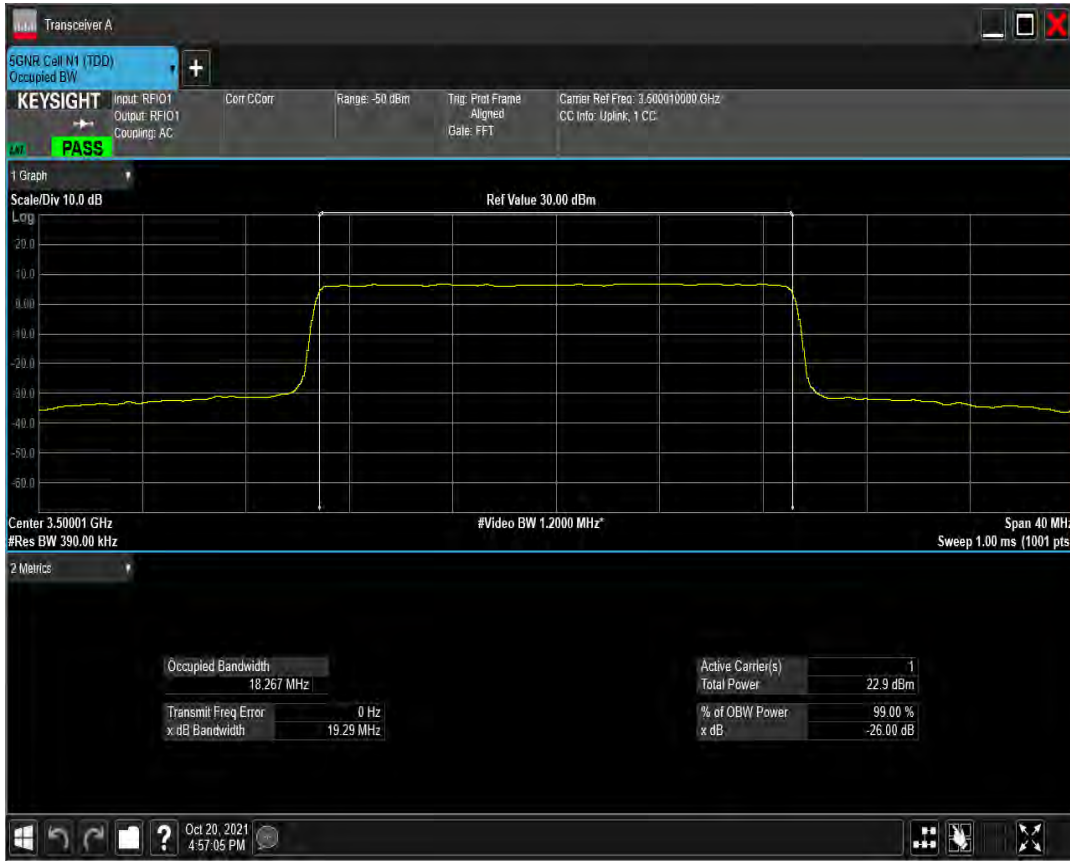 Transceiver A
5GNR Cell N1 (TDD)
Occupied BW
+
KEYSIGHT
PASS
Input: RFIO1
Output: RFIO1
Coupling: AC
Corr CCorr
Range: -50 dBm
Trig: Prot Frame
Aligned
Gate: FFT
Carrier Ref Freq: 3.500010000 GHz
CC Info: Uplink, 1 CC
1 Graph
Scale/Div 10.0 dB
Ref Value 30.00 dBm
Log
20.0
10.0
0.00
-10.0
-20.0
-30.0
-40.0
-50.0
-60.0
Center 3.50001 GHz
#Video BW 1.2000 MHz*
Span 40 MHz
#Res BW 390.00 kHz
Sweep 1.00 ms (1001 pts
2 Metrics
Occupied Bandwidth
18.267 MHz
Transmit Freq Error 0 Hz
x dB Bandwidth 19.29 MHz
Active Carrier(s) 1
Total Power 22.9 dBm
% of OBW Power 99.00 %
x dB -26.00 dB
?
Oct 20, 2021
4:57:05 PM